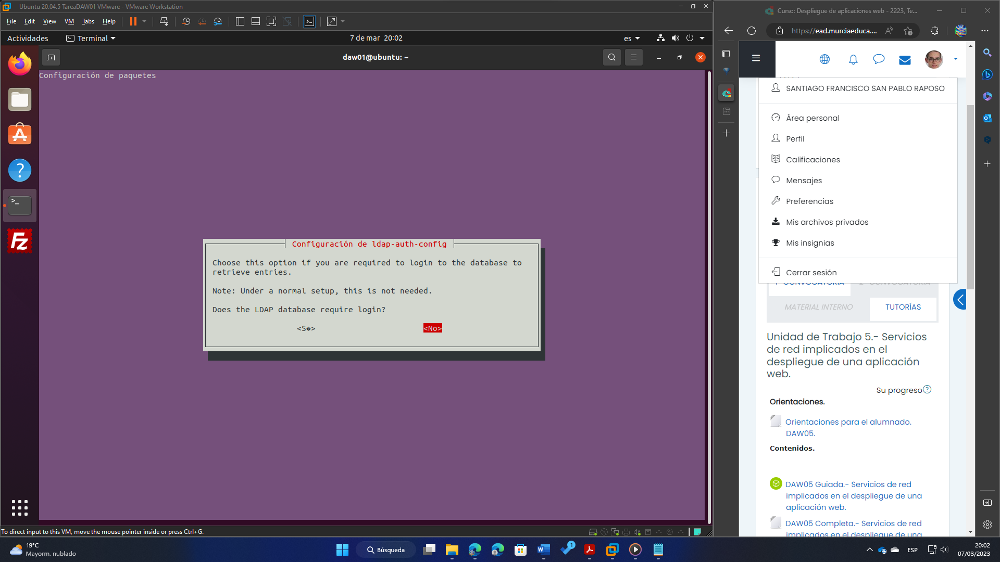 Ubuntu 20.04.5 TareaDAW01 VMware - VMware Workstation
File Edit View VM Tabs Help
Actividades
Terminal
7 de mar 20:02
es
daw01@ubuntu: ~
Configuración de paquetes
Configuración de ldap-auth-config
Choose this option if you are required to login to the database to
retrieve entries.
Note: Under a normal setup, this is not needed.
Does the LDAP database require login?
<S�> <No>
To direct input to this VM, move the mouse pointer inside or press Ctrl+G.
Curso: Despliegue de aplicaciones web - 2223, Te...
https://ead.murciaeduca....
SANTIAGO FRANCISCO SAN PABLO RAPOSO
Área personal
Perfil
Calificaciones
Mensajes
Preferencias
Mis archivos privados
Mis insignias
Cerrar sesión
MATERIAL INTERNO
TUTORÍAS
Unidad de Trabajo 5.- Servicios
de red implicados en el
despliegue de una aplicación
web.
Su progreso
Orientaciones.
Orientaciones para el alumnado.
DAW05.
Contenidos.
DAW05 Guiada.- Servicios de red
implicados en el despliegue de una
aplicación web.
DAW05 Completa.- Servicios de red
implicados en el despliegue de una
19°C
Mayorm. nublado
Búsqueda
1
ESP
20:02
07/03/2023